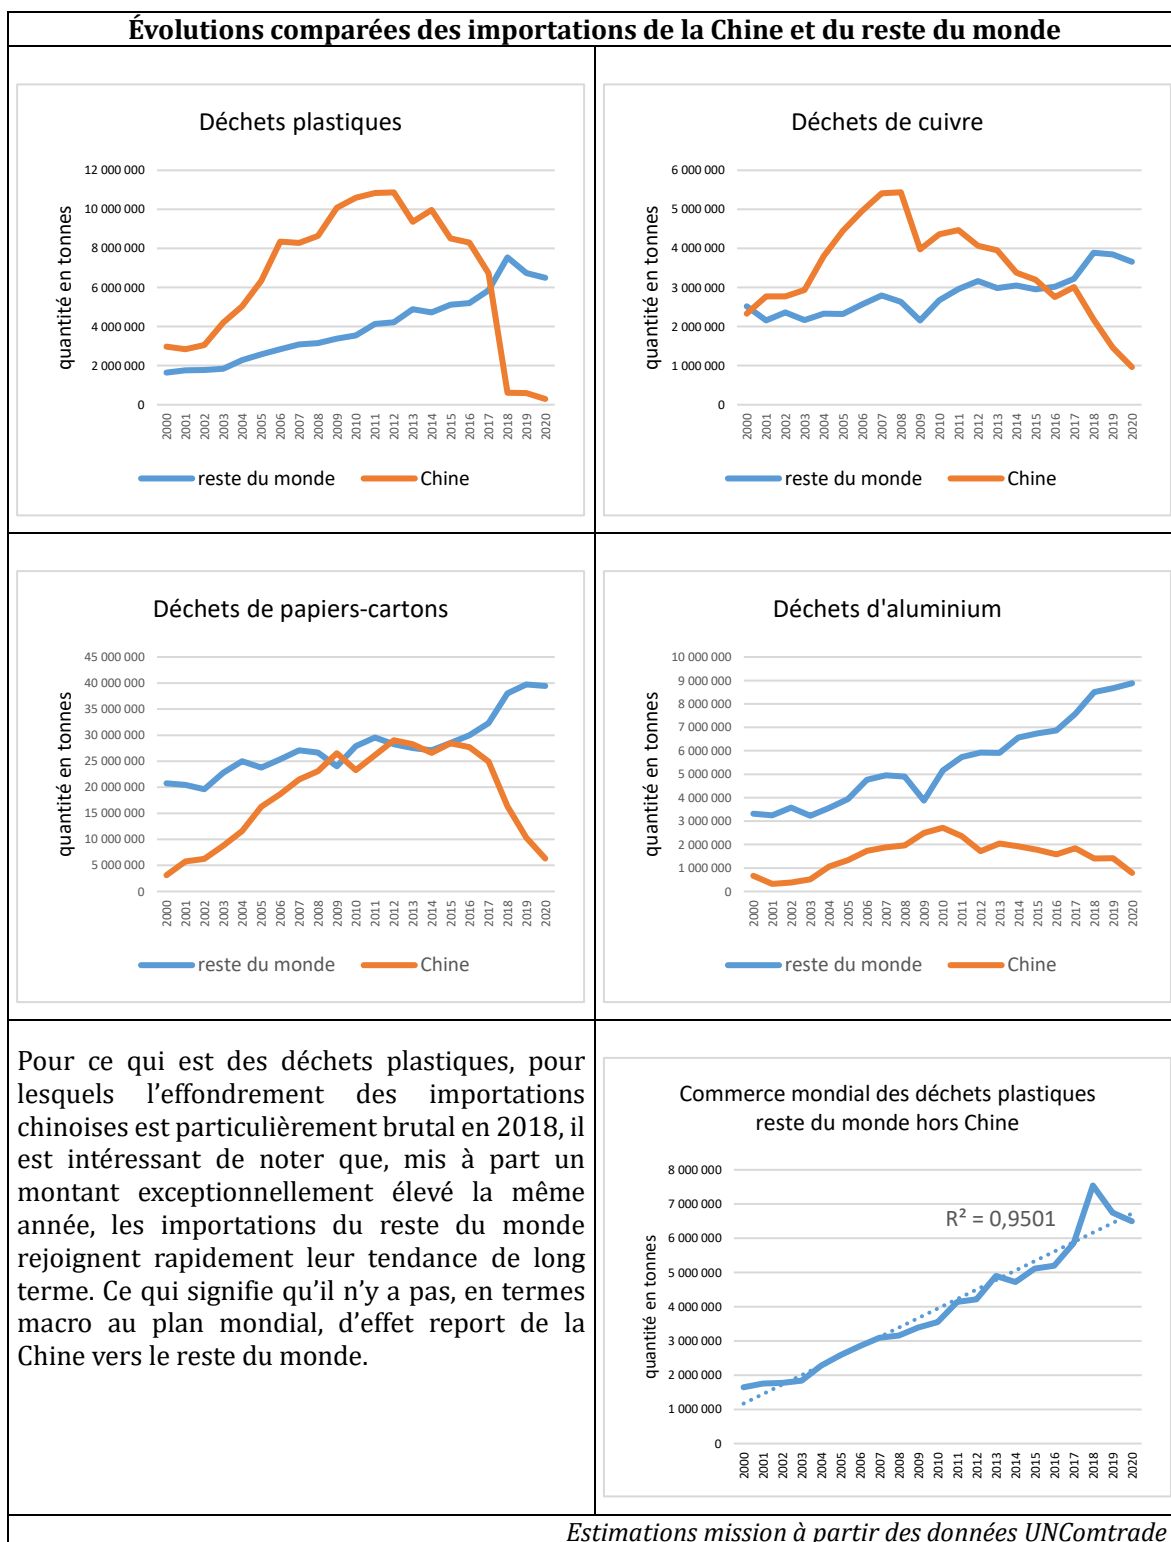 Évolutions comparées des importations de la Chine et du reste du monde
Déchets plastiques
quantité en tonnes
12 000 000
10 000 000
8 000 000
6 000 000
4 000 000
2 000 000
0
2000 2001 2002 2003 2004 2005 2006 2007 2008 2009 2010 2011 2012 2013 2014 2015 2016 2017 2018 2019 2020
reste du monde Chine
Déchets de cuivre
quantité en tonnes
6 000 000
5 000 000
4 000 000
3 000 000
2 000 000
1 000 000
0
2000 2001 2002 2003 2004 2005 2006 2007 2008 2009 2010 2011 2012 2013 2014 2015 2016 2017 2018 2019 2020
reste du monde Chine
Déchets de papiers-cartons
quantité en tonnes
45 000 000
40 000 000
35 000 000
30 000 000
25 000 000
20 000 000
15 000 000
10 000 000
5 000 000
0
2000 2001 2002 2003 2004 2005 2006 2007 2008 2009 2010 2011 2012 2013 2014 2015 2016 2017 2018 2019 2020
reste du monde Chine
Déchets d'aluminium
quantité en tonnes
10 000 000
9 000 000
8 000 000
7 000 000
6 000 000
5 000 000
4 000 000
3 000 000
2 000 000
1 000 000
0
2000 2001 2002 2003 2004 2005 2006 2007 2008 2009 2010 2011 2012 2013 2014 2015 2016 2017 2018 2019 2020
reste du monde Chine
Pour ce qui est des déchets plastiques, pour
lesquels l’effondrement des importations
chinoises est particulièrement brutal en 2018, il
est intéressant de noter que, mis à part un
montant exceptionnellement élevé la même
année, les importations du reste du monde
rejoignent rapidement leur tendance de long
terme. Ce qui signifie qu’il n’y a pas, en termes
macro au plan mondial, d’effet report de la
Chine vers le reste du monde.
Commerce mondial des déchets plastiques
reste du monde hors Chine
quantité en tonnes
8 000 000
7 000 000
6 000 000
5 000 000
4 000 000
3 000 000
2 000 000
1 000 000
0
R² = 0,9501
2000 2001 2002 2003 2004 2005 2006 2007 2008 2009 2010 2011 2012 2013 2014 2015 2016 2017 2018 2019 2020
Estimations mission à partir des données UNComtrade